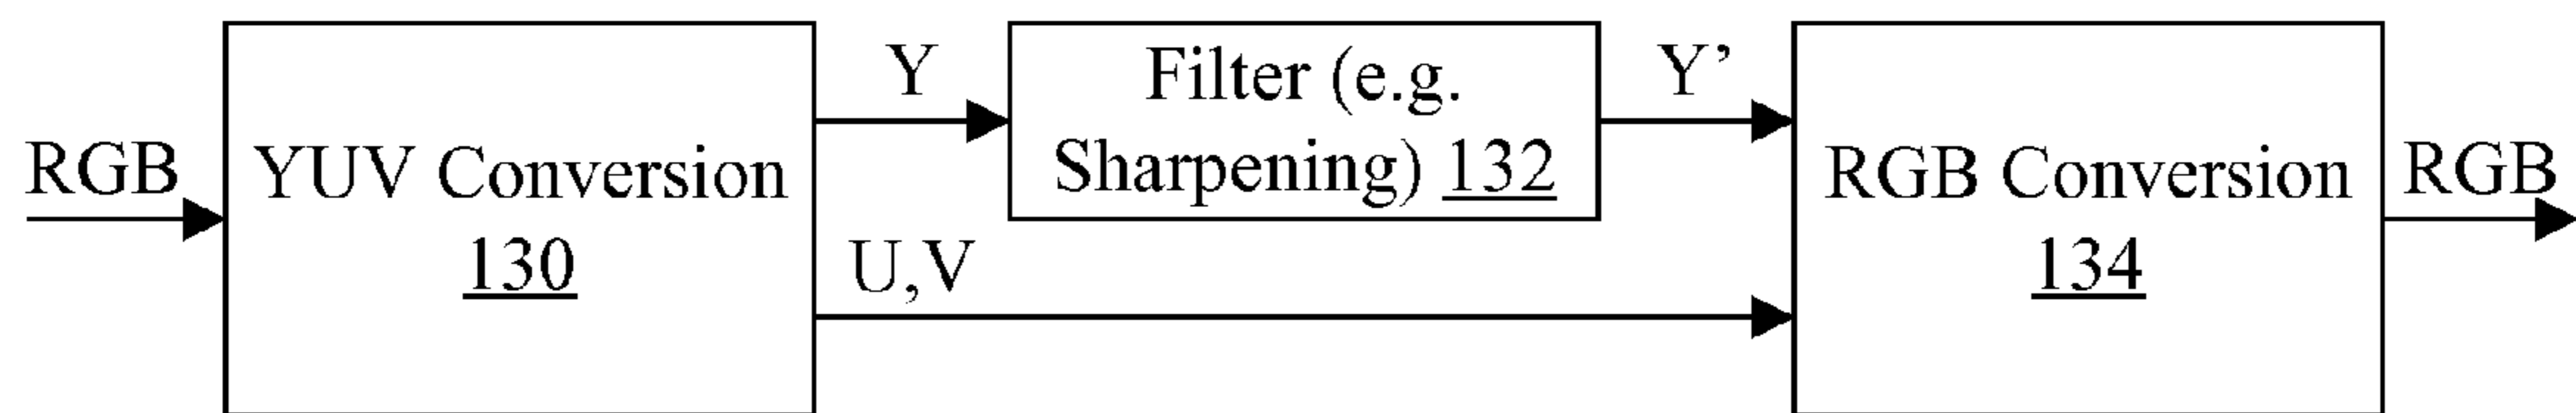 RGB
YUV Conversion
130
Y
U,V
Filter (e.g.
Sharpening) 132
Y’
RGB Conversion
134
RGB